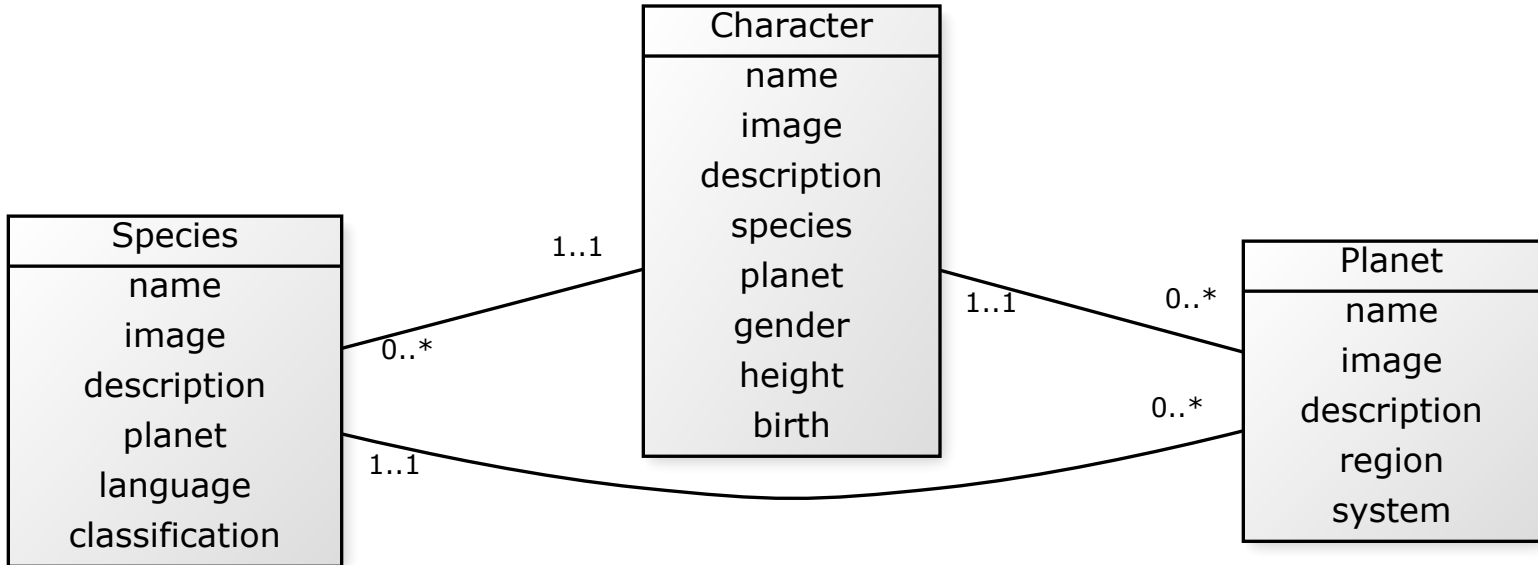 Character
name
image
description
species
planet
gender
height
birth
Species
name
image
description
planet
language
classification
Planet
name
image
description
region
system
1..1
0..*
1..1
0..*
1..1
0..*